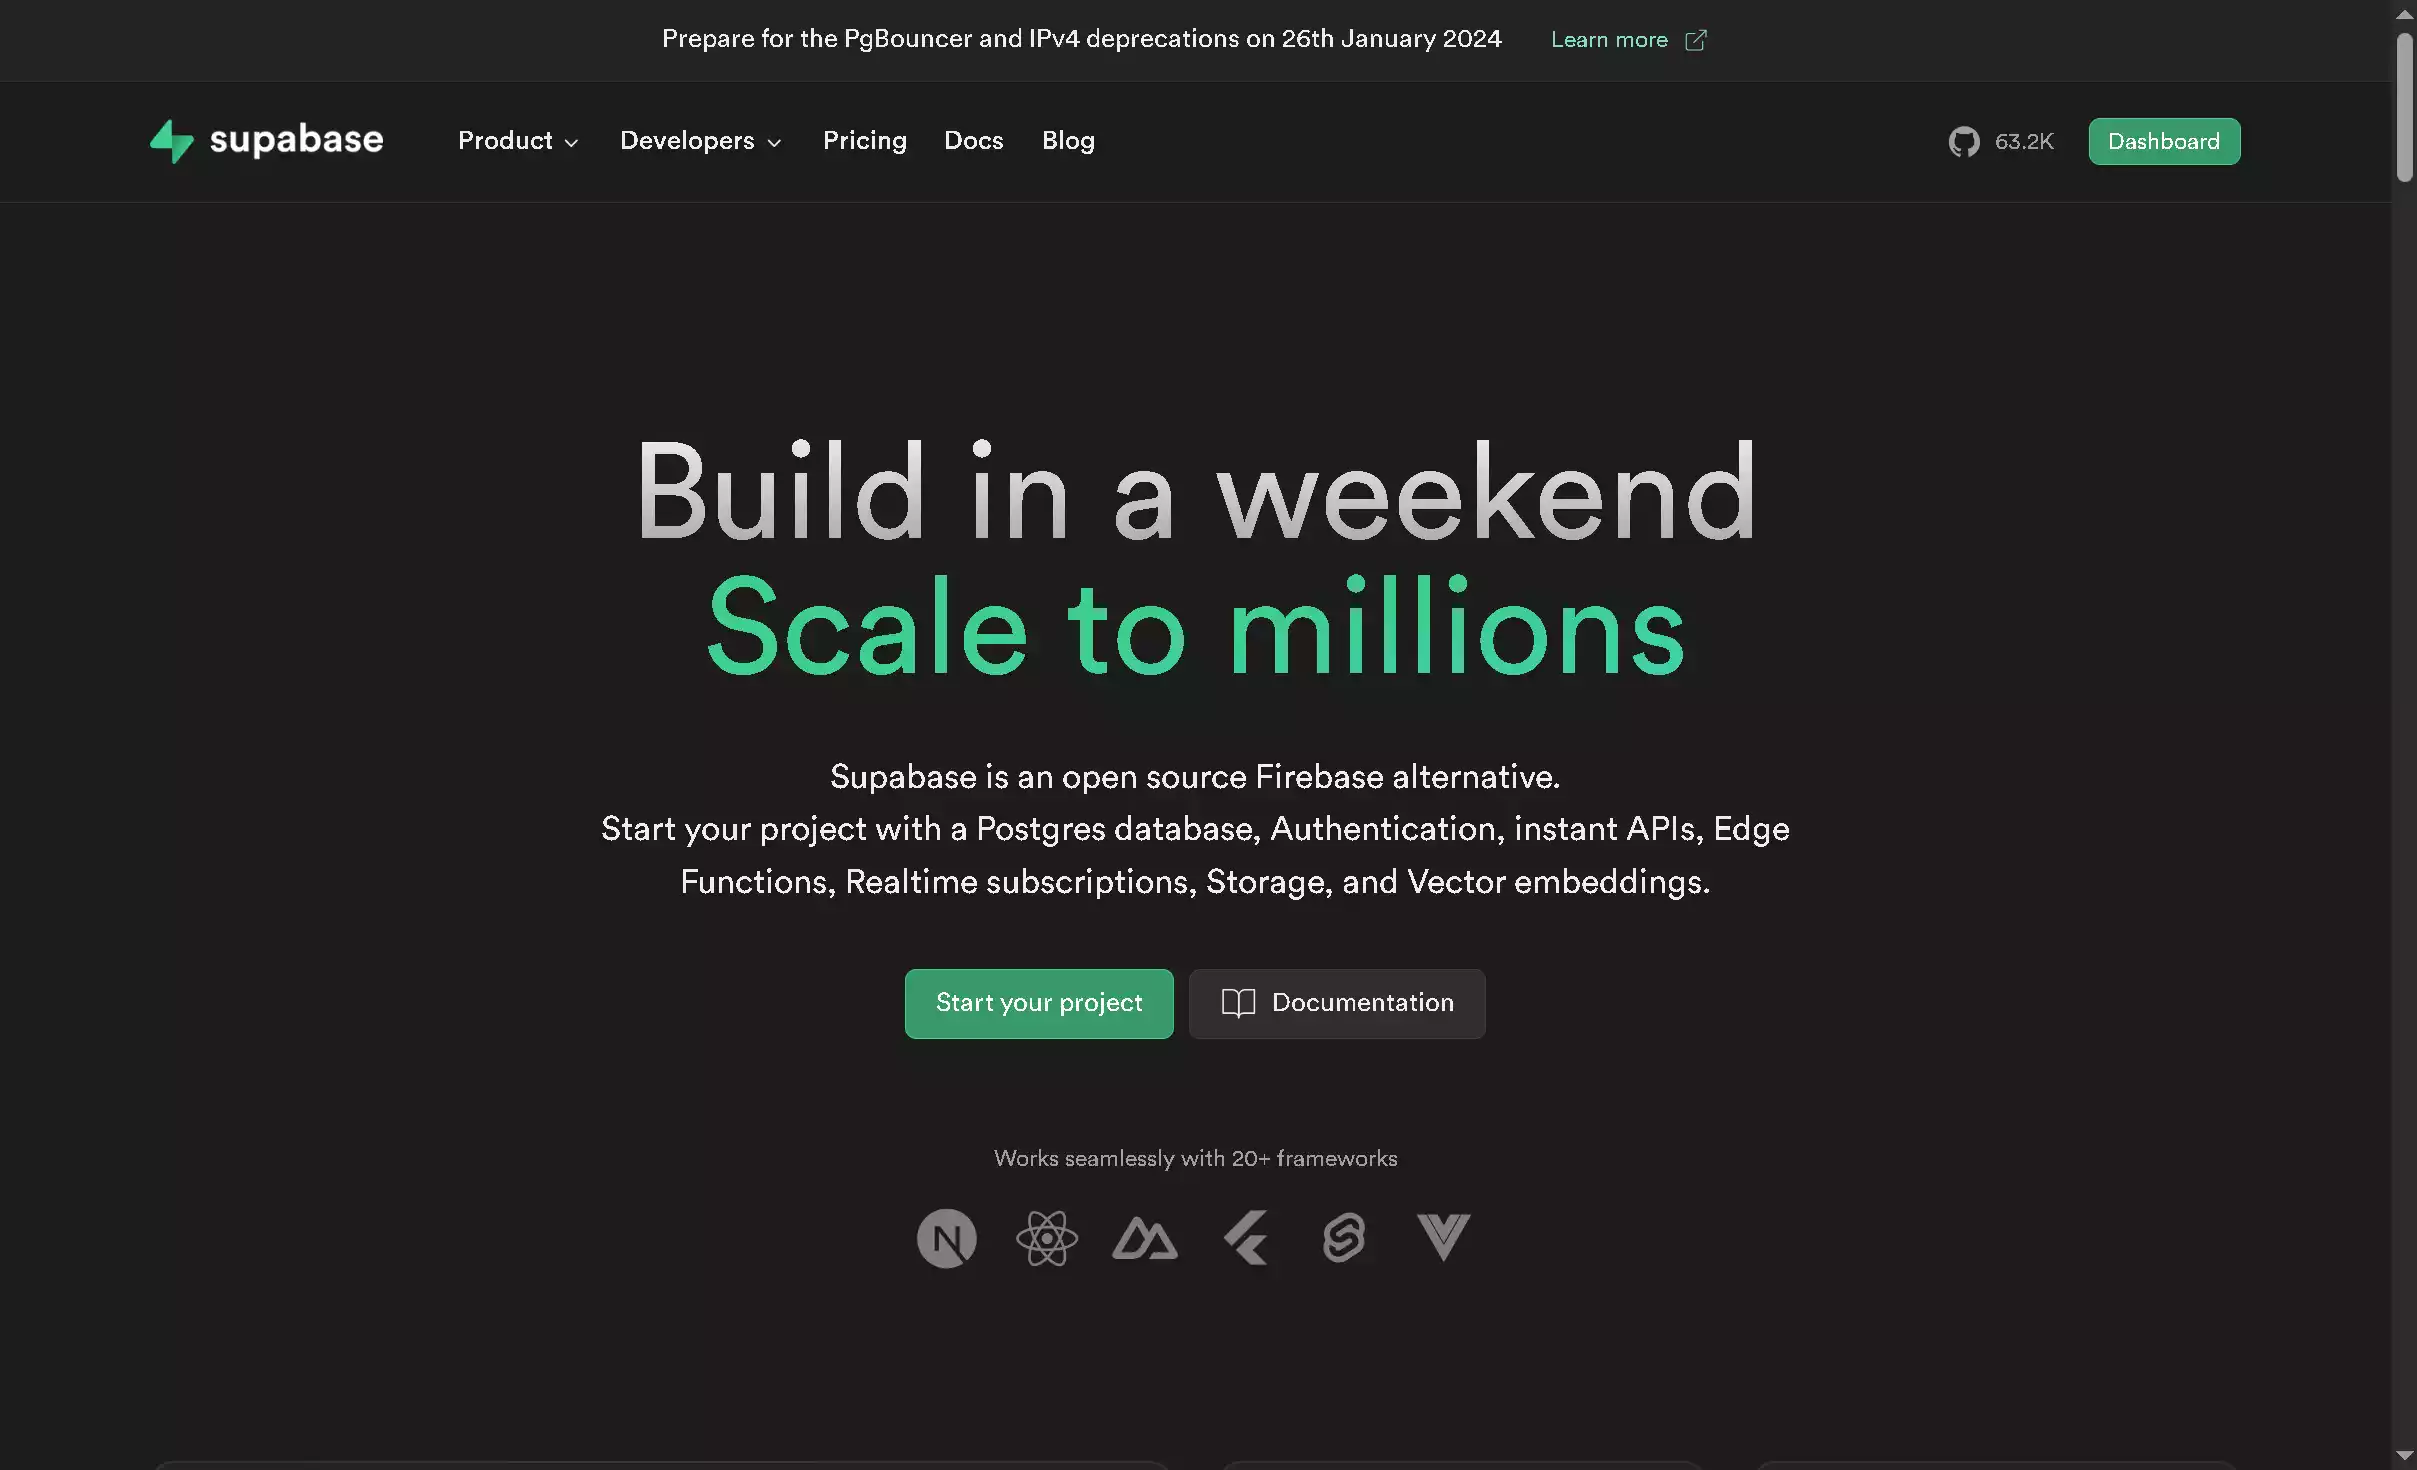 Prepare for the PgBouncer and IPv4 deprecations on 26th January 2024 Learn more
supabase Product Developers Pricing Docs Blog 63.2K Dashboard
Build in a weekend
Scale to millions
Supabase is an open source Firebase alternative.
Start your project with a Postgres database, Authentication, instant APIs, Edge
Functions, Realtime subscriptions, Storage, and Vector embeddings.
Start your project Documentation
Works seamlessly with 20+ frameworks